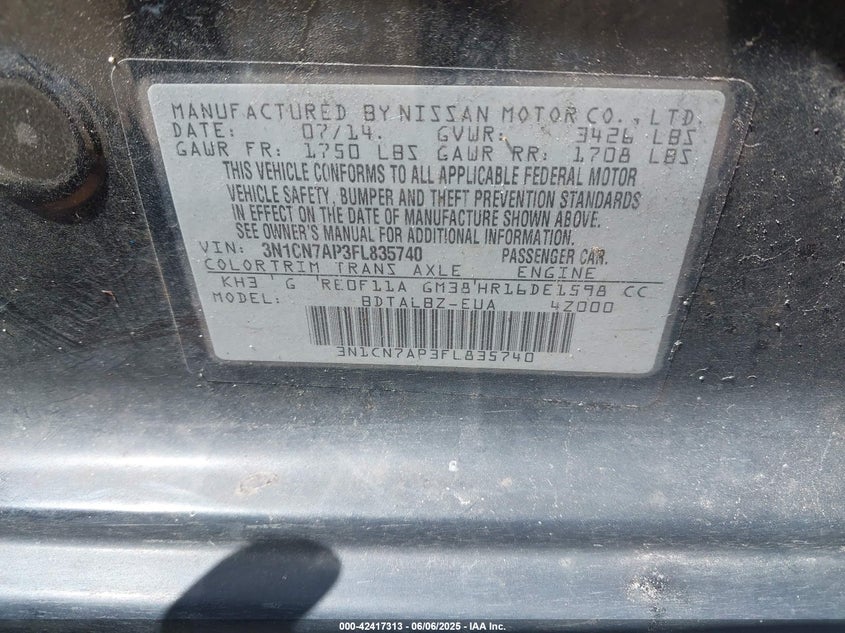 MANUFACTURED BY NISSAN MOTOR CO., LTD.
DATE: 07/14. GVWR: 3426 LBS
GAWR FR: 1750 LBS GAWR RR: 1708 LBS
THIS VEHICLE CONFORMS TO ALL APPLICABLE FEDERAL MOTOR
VEHICLE SAFETY, BUMPER AND THEFT PREVENTION STANDARDS
IN EFFECT ON THE DATE OF MANUFACTURE SHOWN ABOVE.
SEE OWNER'S MANUAL FOR ADDITIONAL INFORMATION.
VIN: 3N1CN7AP3FL835740 PASSENGER CAR.
COLOR TRIM TRANS AXLE ENGINE
KH3 G RE0F11A GM38 HR16DE1598 CC
MODEL: BDTALBZ-EUA 4Z000
3N1CN7AP3FL835740
000-42417313 - 06/06/2025 - IAA Inc.